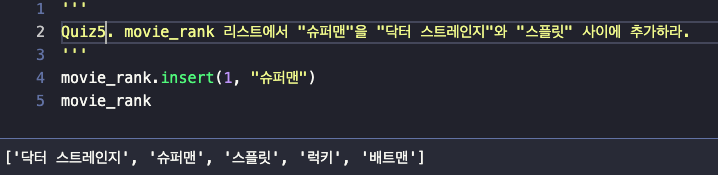 1 '''
2 Quiz5. movie_rank 리스트에서 "슈퍼맨"을 "닥터 스트레인지"와 "스플릿" 사이에 추가하라.
3 '''
4 movie_rank.insert(1, "슈퍼맨")
5 movie_rank
['닥터 스트레인지', '슈퍼맨', '스플릿', '럭키', '배트맨']